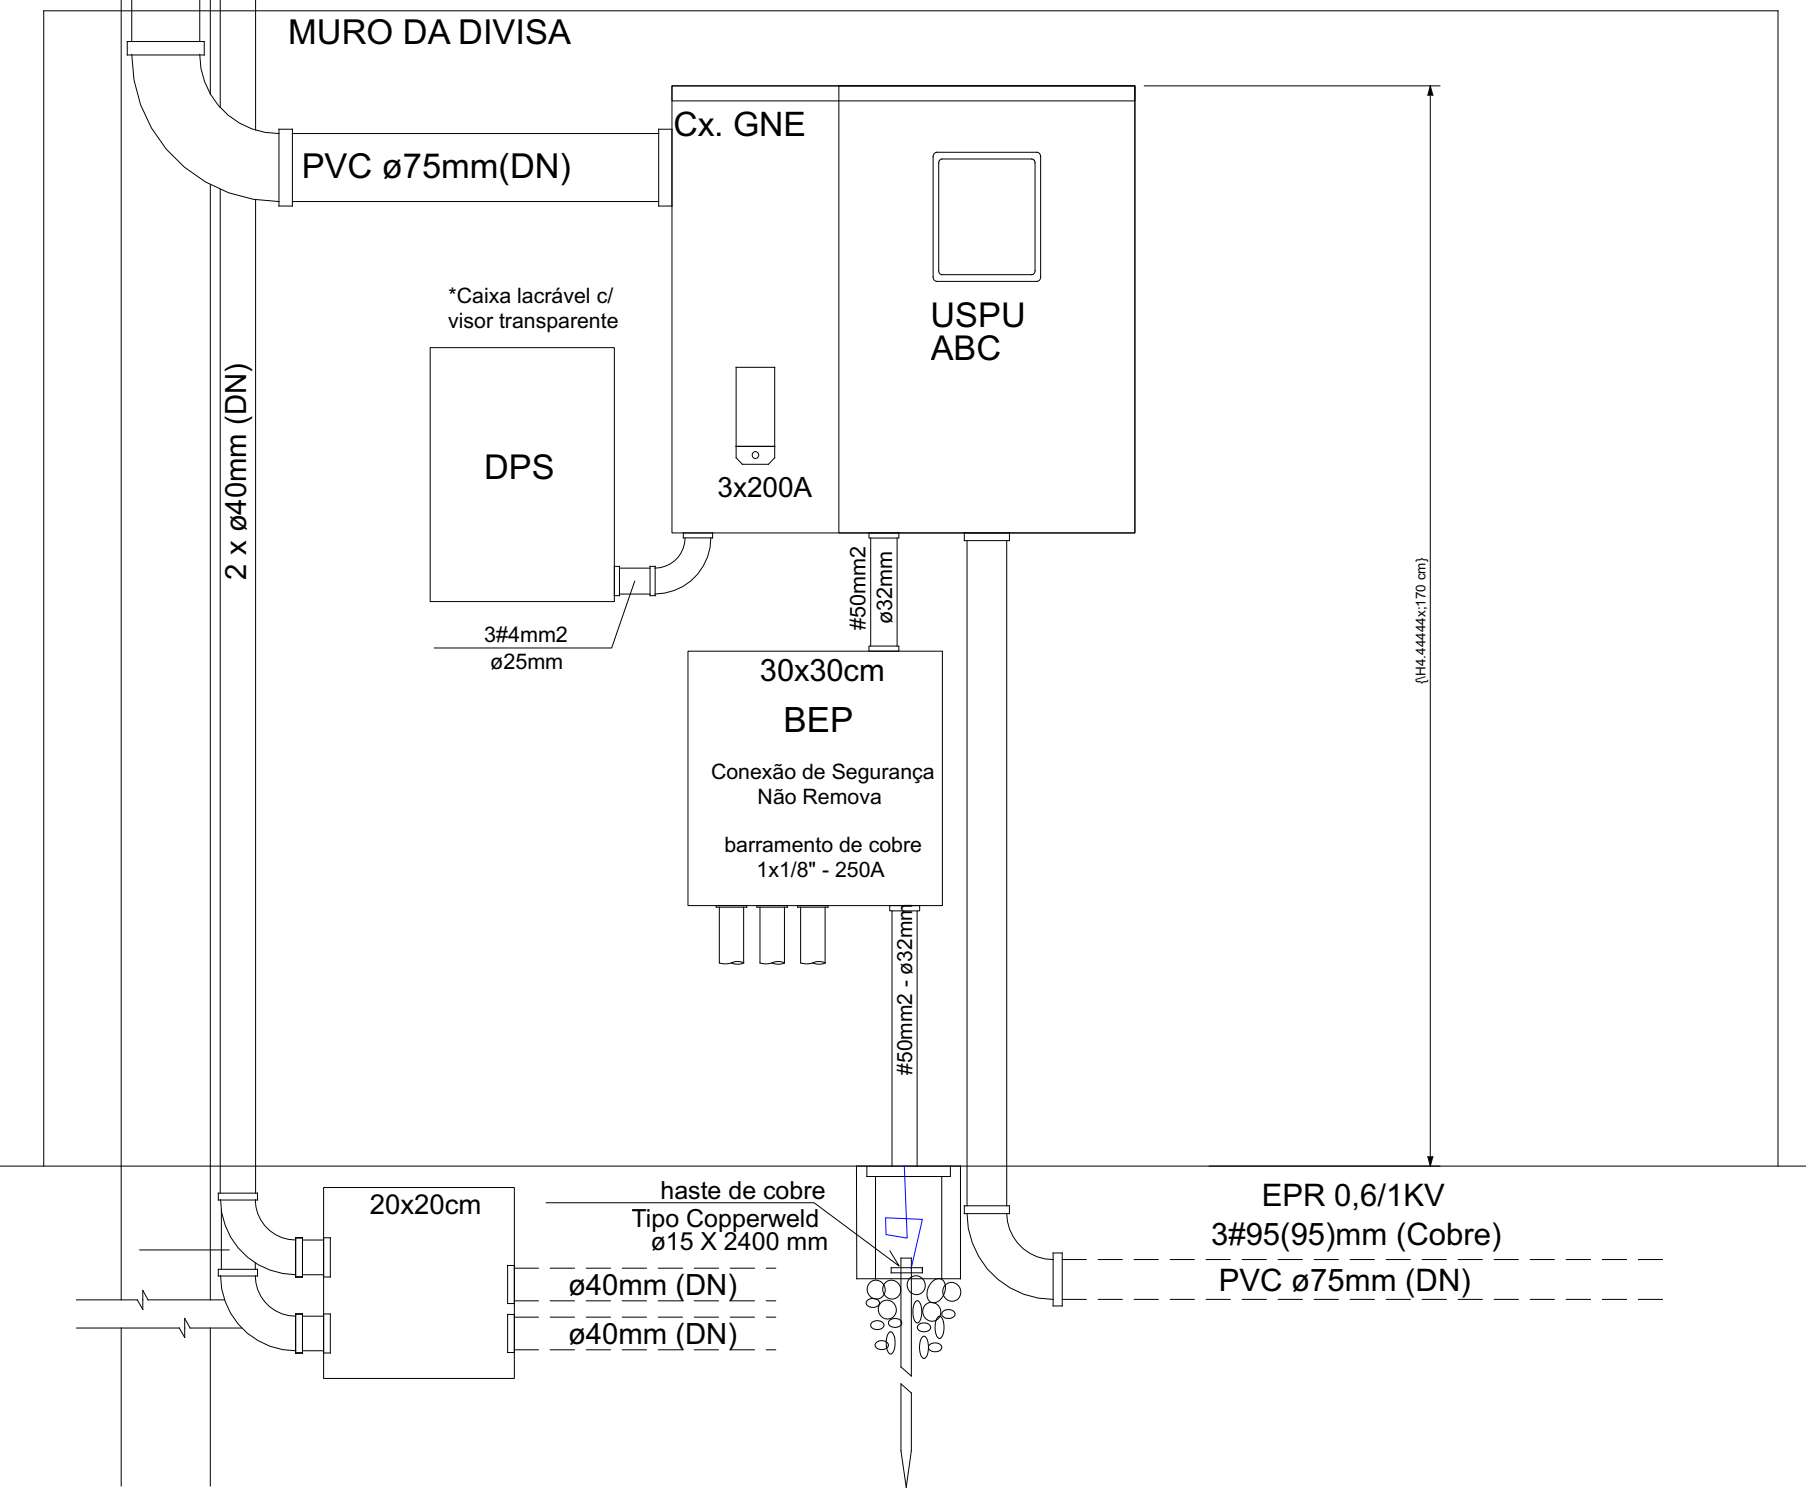 MURO DA DIVISA
Cx. GNE
PVC ø75mm(DN)
*Caixa lacrável c/
visor transparente
USPU
ABC
2 x ø40mm (DN)
DPS
3x200A
#50mm2
ø32mm
{\H4.44444x;170 cm}
3#4mm2
ø25mm
30x30cm
BEP
Conexão de Segurança
Não Remova
barramento de cobre
1x1/8" - 250A
#50mm2 - ø32mm
20x20cm
haste de cobre
Tipo Copperweld
ø15 X 2400 mm
EPR 0,6/1KV
3#95(95)mm (Cobre)
PVC ø75mm (DN)
ø40mm (DN)
ø40mm (DN)